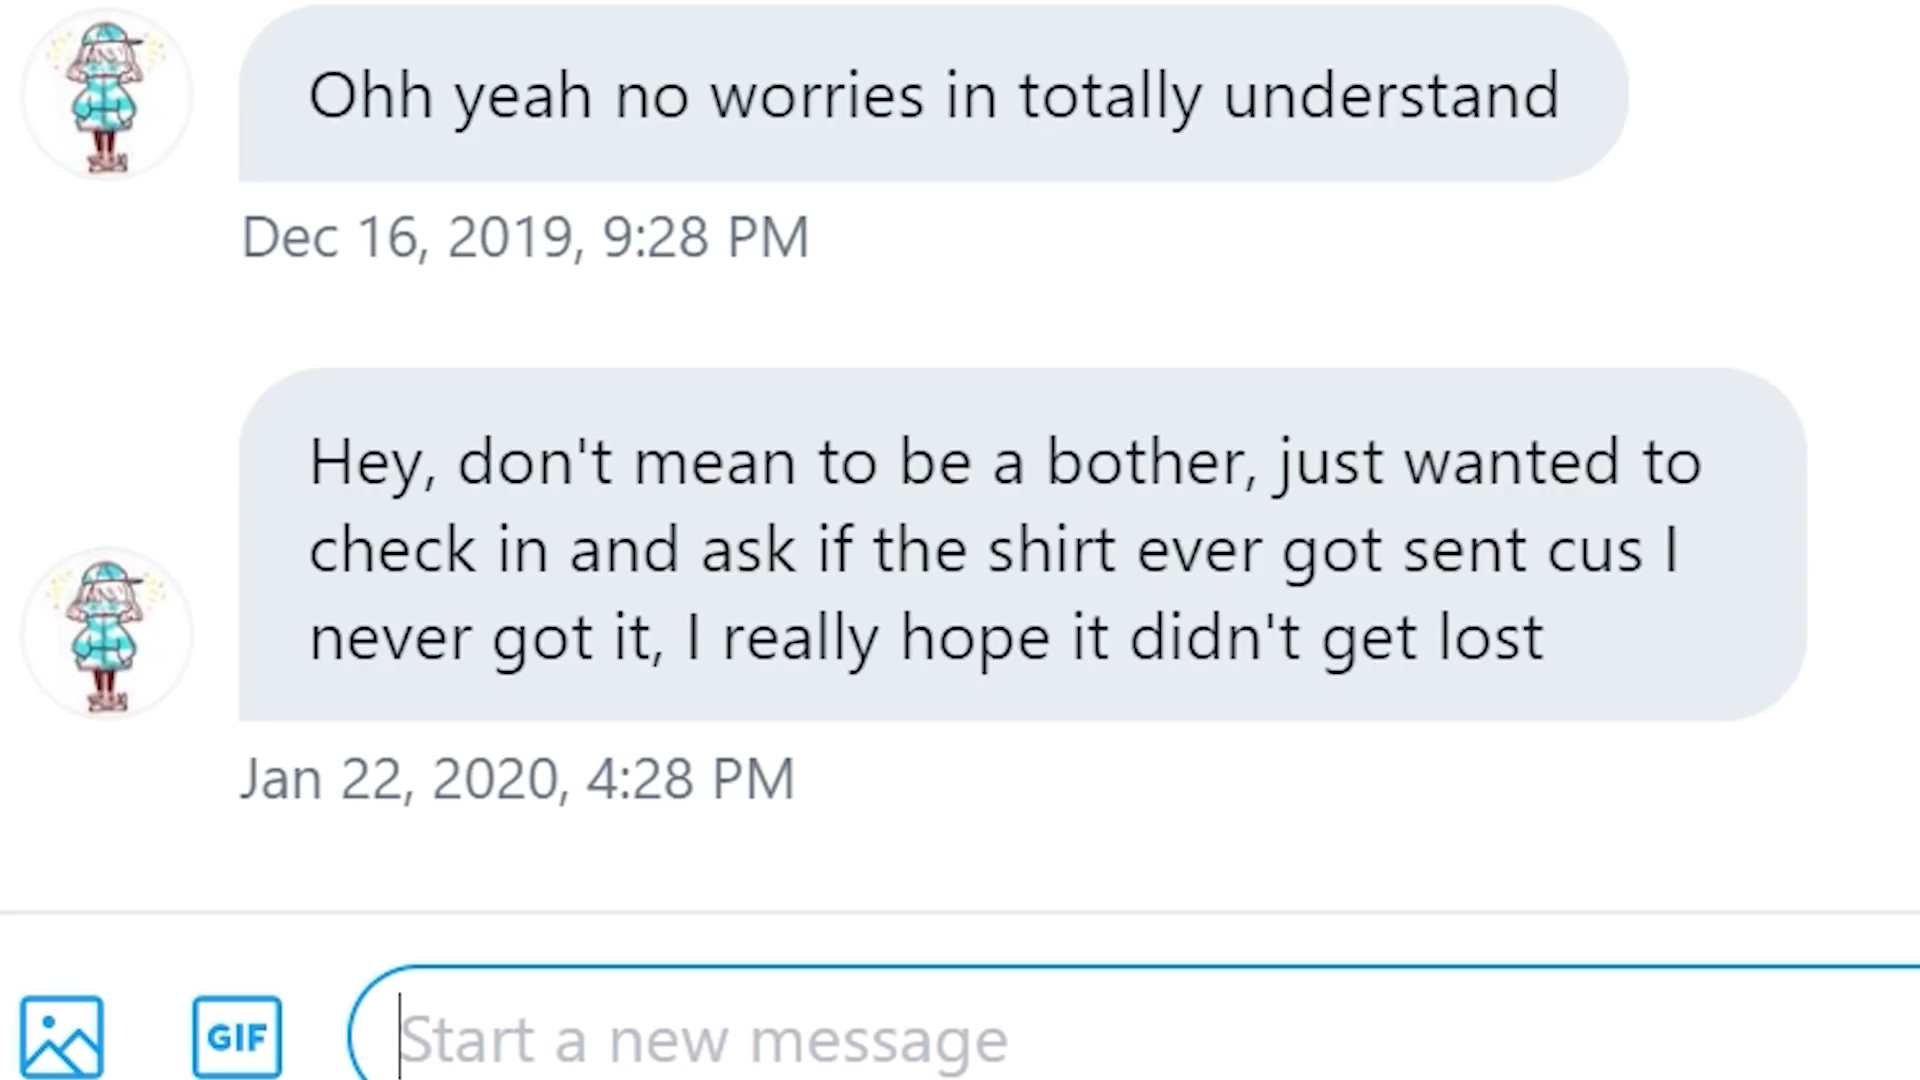 Ohh yeah no worries in totally understand
Dec 16, 2019, 9:28 PM
Hey, don't mean to be a bother, just wanted to
check in and ask if the shirt ever got sent cus I
never got it, I really hope it didn't get lost
Jan 22, 2020, 4:28 PM
GIF
Start a new message